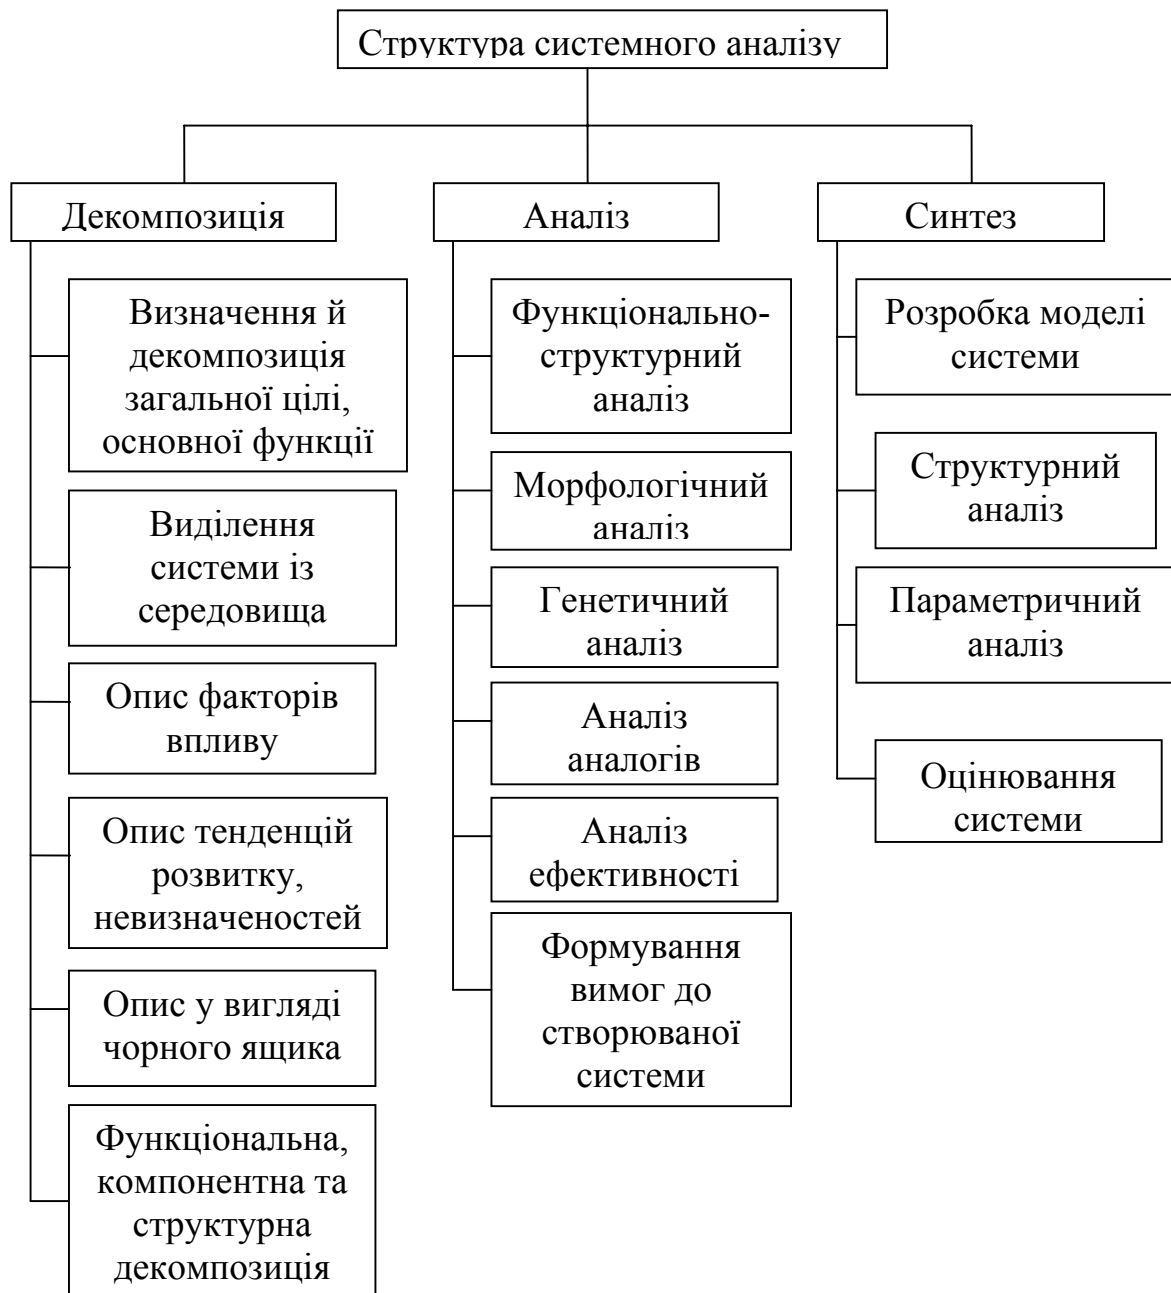 Структура системного аналізу
Декомпозиція
Визначення й
декомпозиція
загальної цілі,
основної функції
Виділення
системи із
середовища
Опис факторів
впливу
Опис тенденцій
розвитку,
невизначеностей
Опис у вигляді
чорного ящика
Функціональна,
компонентна та
структурна
декомпозиція
Аналіз
Функціонально-
структурний
аналіз
Морфологічний
аналіз
Генетичний
аналіз
Аналіз
аналогів
Аналіз
ефективності
Формування
вимог до
створюваної
системи
Синтез
Розробка моделі
системи
Структурний
аналіз
Параметричний
аналіз
Оцінювання
системи